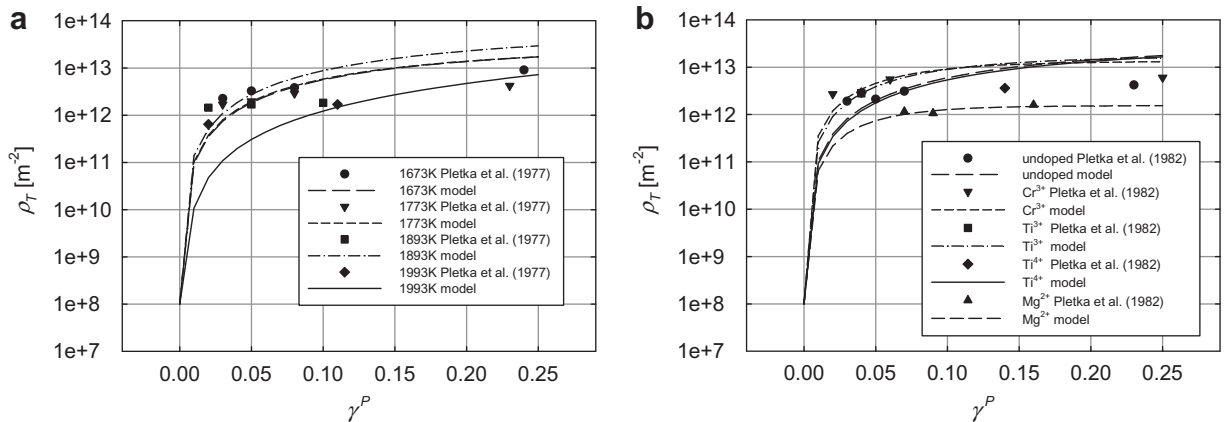 a
1e+14
1e+13
1e+12
1e+11
1e+10
1e+9
1e+8
1e+7
ρT [m-2]
0.00 0.05 0.10 0.15 0.20 0.25
γP
1673K Pletka et al. (1977)
1673K model
1773K Pletka et al. (1977)
1773K model
1893K Pletka et al. (1977)
1893K model
1993K Pletka et al. (1977)
1993K model
b
1e+14
1e+13
1e+12
1e+11
1e+10
1e+9
1e+8
1e+7
ρT [m-2]
0.00 0.05 0.10 0.15 0.20 0.25
γP
undoped Pletka et al. (1982)
undoped model
Cr3+ Pletka et al. (1982)
Cr3+ model
Ti3+ Pletka et al. (1982)
Ti3+ model
Ti4+ Pletka et al. (1982)
Ti4+ model
Mg2+ Pletka et al. (1982)
Mg2+ model